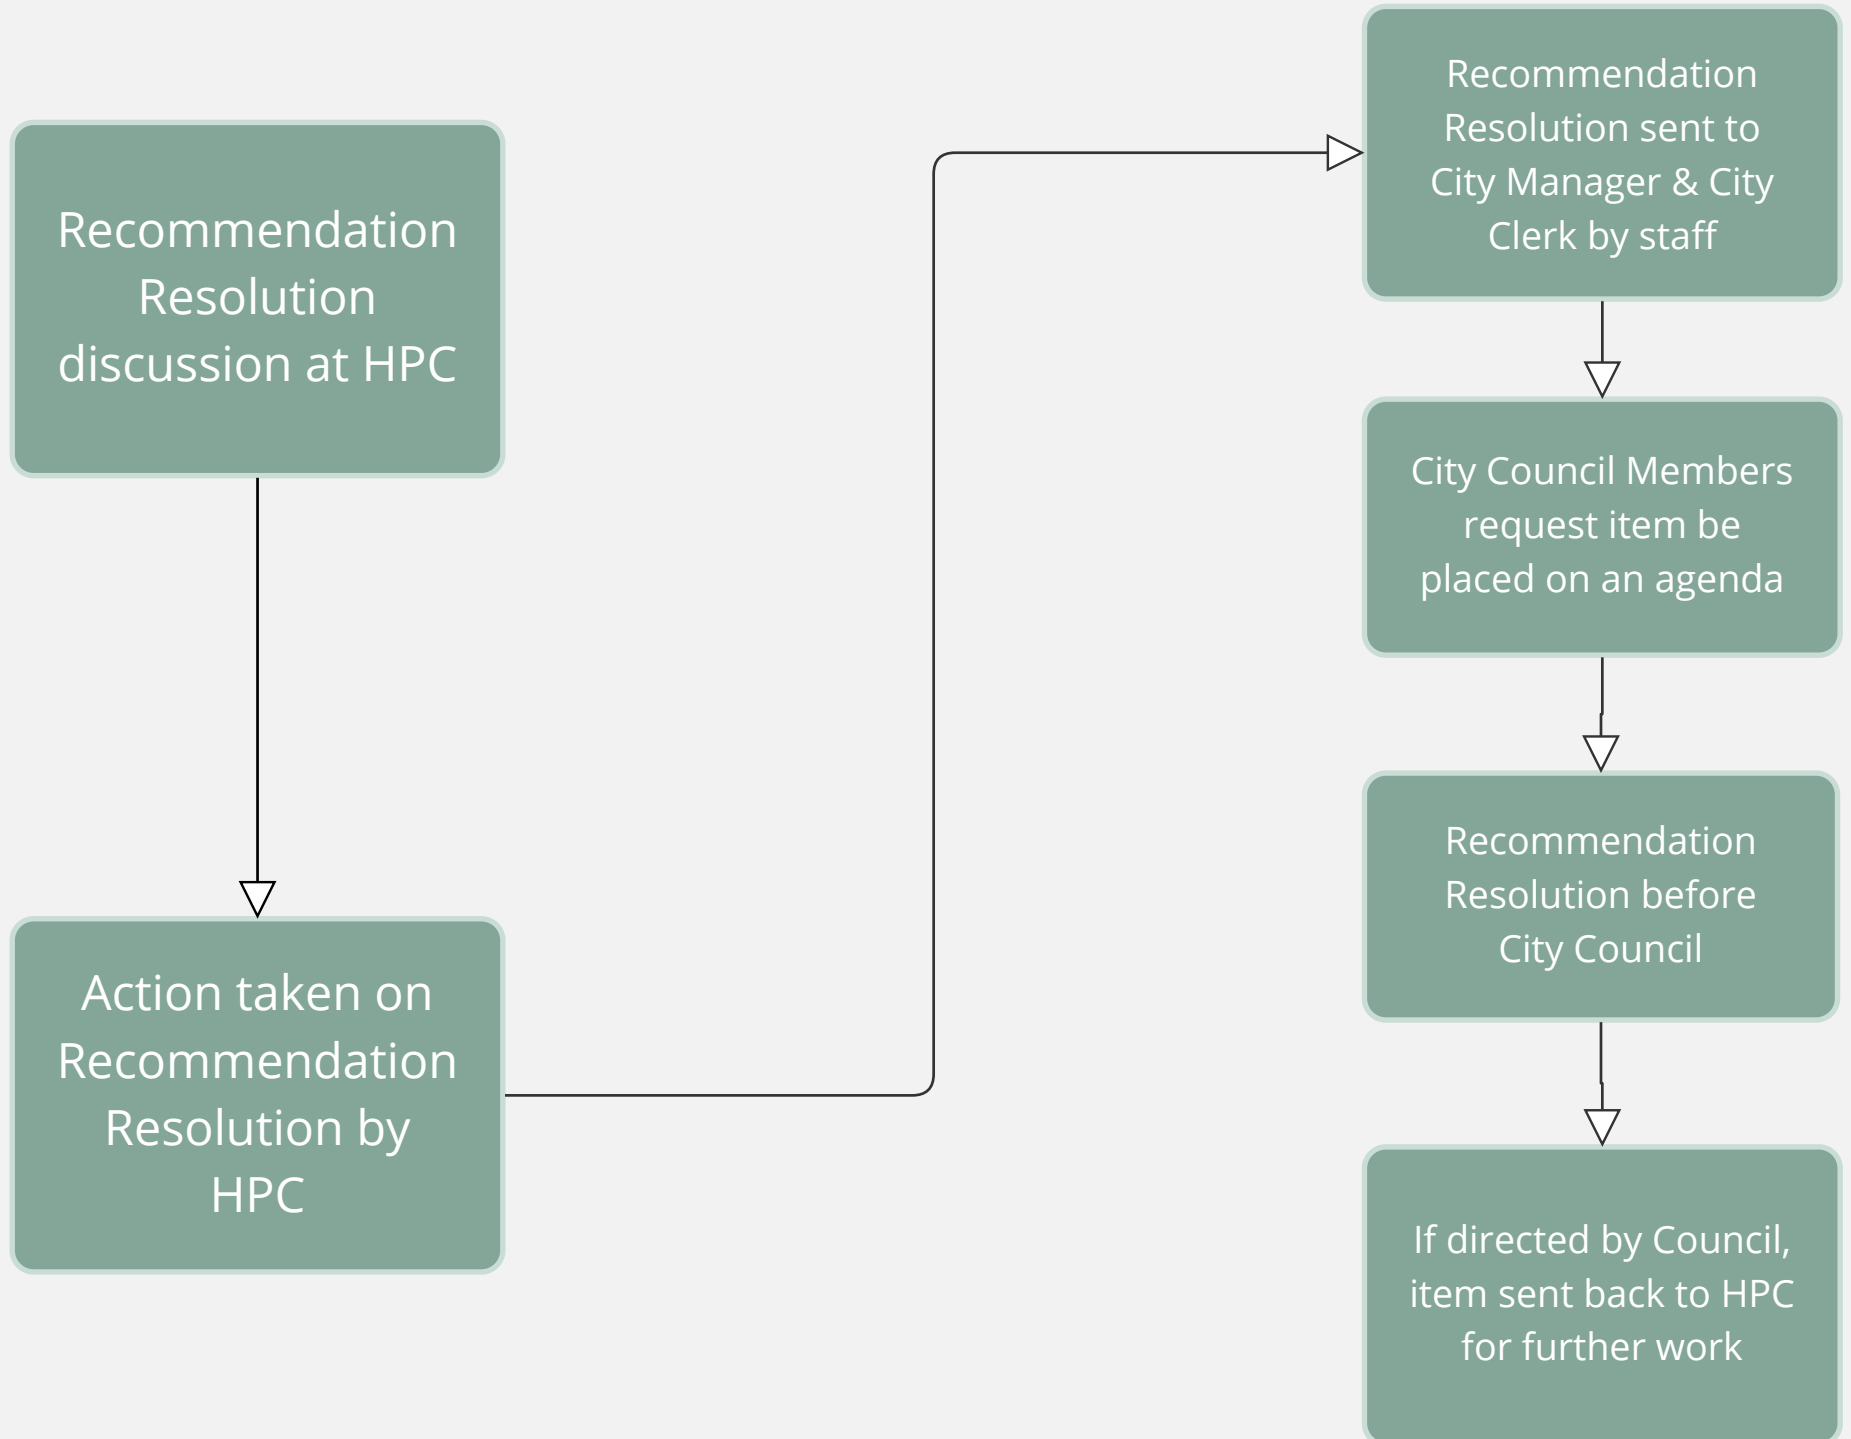 Recommendation
Resolution
discussion at HPC
Action taken on
Recommendation
Resolution by
HPC
Recommendation
Resolution sent to
City Manager & City
Clerk by staff
City Council Members
request item be
placed on an agenda
Recommendation
Resolution before
City Council
If directed by Council,
item sent back to HPC
for further work